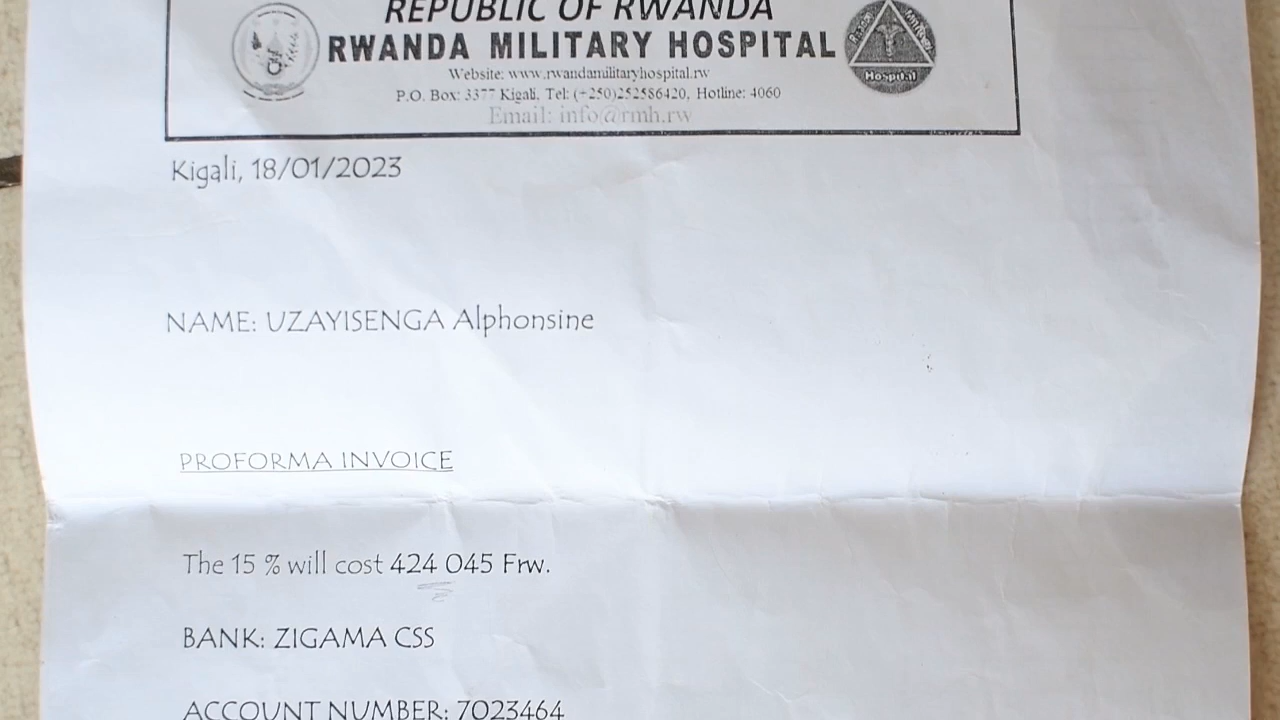 REPUBLIC OF RWANDA
RWANDA MILITARY HOSPITAL
Website: www.rwandamilitaryhospital.rw
P.O. Box: 3377 Kigali, Tel: (+250)252586420, Hotline: 4060
Email: info@rmh.rw
Hospital
Kigali, 18/01/2023
NAME: UZAYISENGA Alphonsine
PROFORMA INVOICE
The 15 % will cost 424 045 Frw.
BANK: ZIGAMA CSS
ACCOUNT NUMBER: 7023464